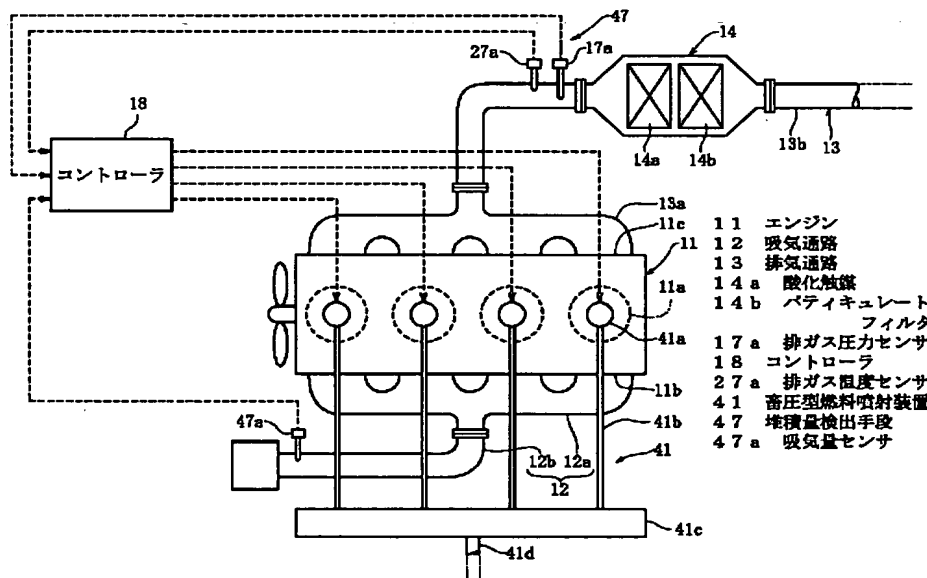 47
14
27a
17a
18
コントローラ
14a
14b
13b
13
13a
11c
11
11a
41a
11b
47a
41b
12b
12a
41
12
41c
41d
11 エンジン
12 吸気通路
13 排気通路
14a 酸化触媒
14b パティキュレート
フィルタ
17a 排ガス圧力センサ
18 コントローラ
27a 排ガス温度センサ
41 蓄圧型燃料噴射装置
47 堆積量検出手段
47a 吸気量センサ